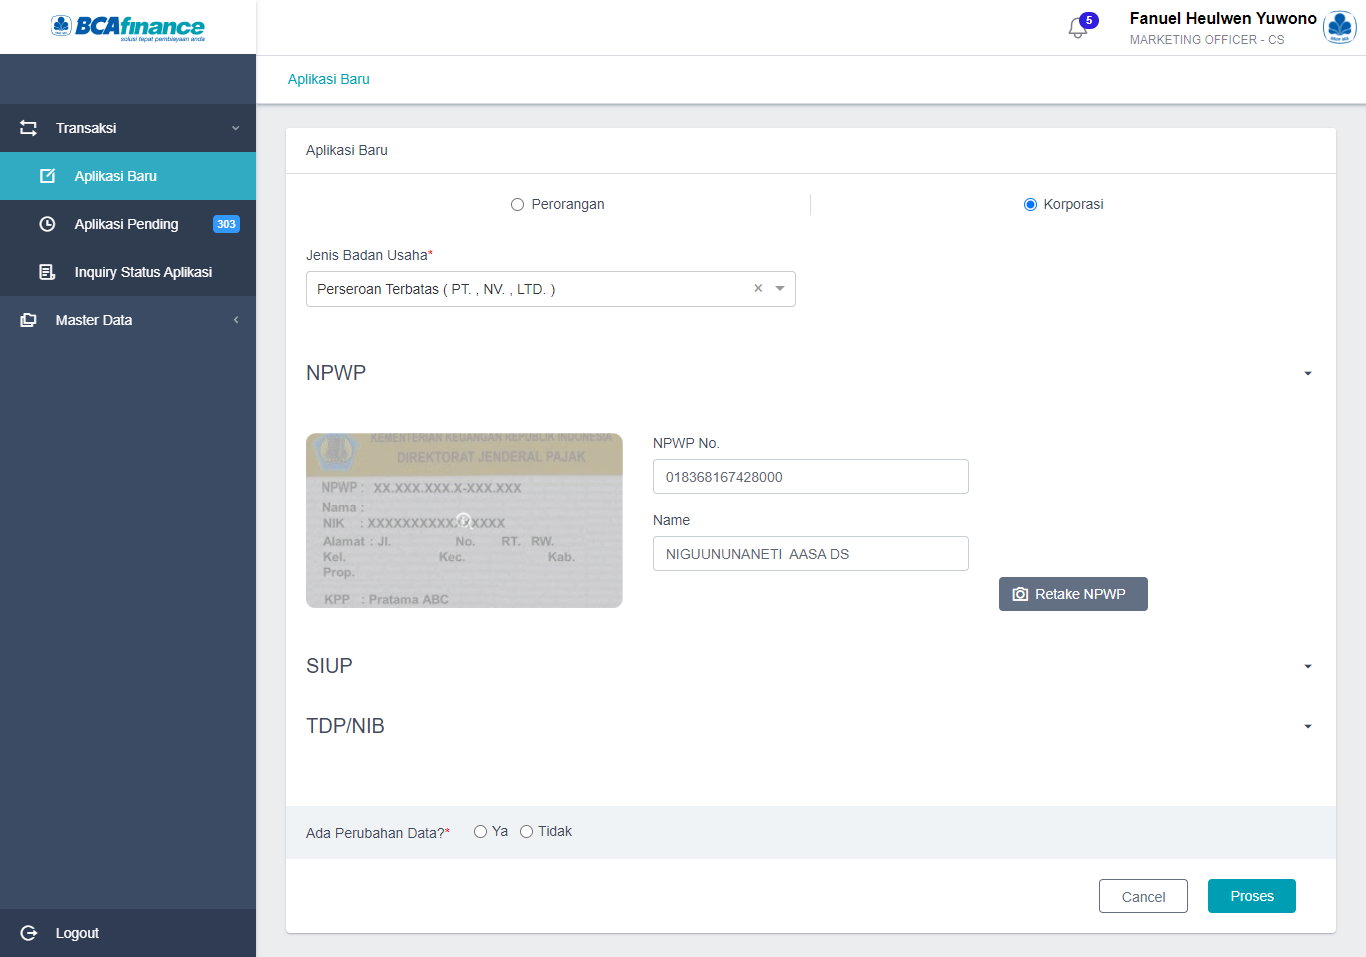 BCAfinance
solusi tepat pembiayaan anda
5
Fanuel Heulwen Yuwono
MARKETING OFFICER - CS
Aplikasi Baru
Transaksi
Aplikasi Baru
Aplikasi Pending 303
Inquiry Status Aplikasi
Master Data
Logout
Aplikasi Baru
Perorangan
Korporasi
Jenis Badan Usaha*
Perseroan Terbatas ( PT. , NV. , LTD. )
NPWP
KEMENTERIAN KEUANGAN REPUBLIK INDONESIA
DIREKTORAT JENDERAL PAJAK
NPWP : XX.XXX.XXX.X-XXX.XXX
Nama :
NIK : XXXXXXXXXX.XXXXX
Alamat : Jl. No. RT. RW.
Kel. Kec. Kab.
Prop.
KPP : Pratama ABC
NPWP No.
018368167428000
Name
NIGUUNUNANETI AASA DS
Retake NPWP
SIUP
TDP/NIB
Ada Perubahan Data?* Ya Tidak
Cancel
Proses